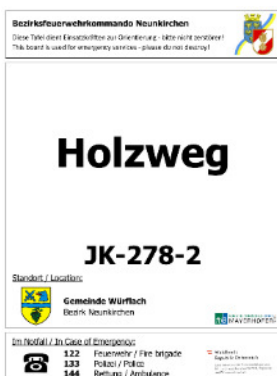 Bezirksfeuerwehrkommando Neunkirchen
Diese Tafel dient Einsatzkräften zur Orientierung - bitte nicht zerstören!
This board is used for emergency services - please do not destroy!
Holzweg
JK-278-2
Standort / Location:
Gemeinde Würflach
Bezirk Neunkirchen
MAYRHOFER
Im Notfall / In Case of Emergency:
122 Feuerwehr / Fire brigade
133 Polizei / Police
144 Rettung / Ambulance